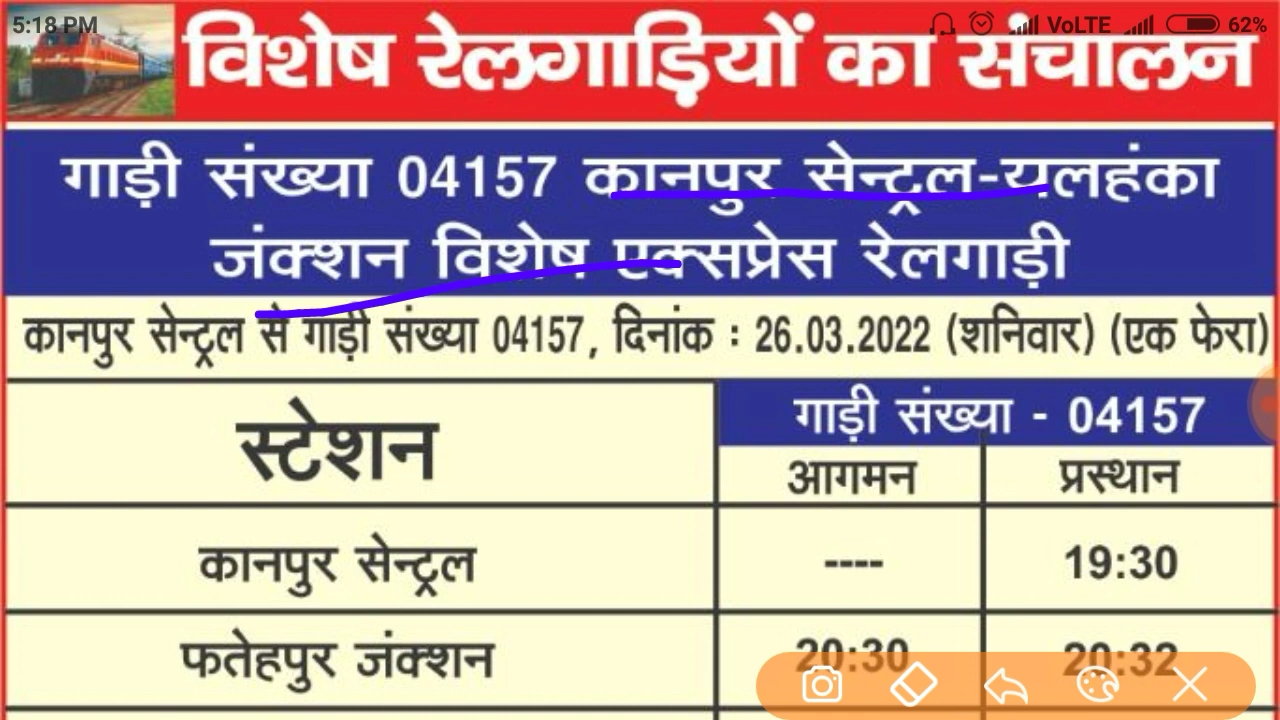 5:18 PM VoLTE 62%
विशेष रेलगाड़ियों का संचालन
गाड़ी संख्या 04157 कानपुर सेन्ट्रल-यलहंका
जंक्शन विशेष एक्सप्रेस रेलगाड़ी
कानपुर सेन्ट्रल से गाड़ी संख्या 04157, दिनांक : 26.03.2022 (शनिवार) (एक फेरा)
स्टेशन गाड़ी संख्या - 04157
आगमन प्रस्थान
कानपुर सेन्ट्रल ---- 19:30
फतेहपुर जंक्शन 20:30 20:32